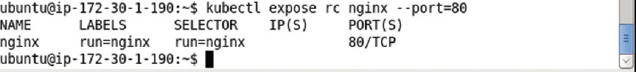 ubuntu@ip-172-30-1-190:~$ kubectl expose rc nginx --port=80
NAME LABELS SELECTOR IP(S) PORT(S)
nginx run=nginx run=nginx 80/TCP
ubuntu@ip-172-30-1-190:~$